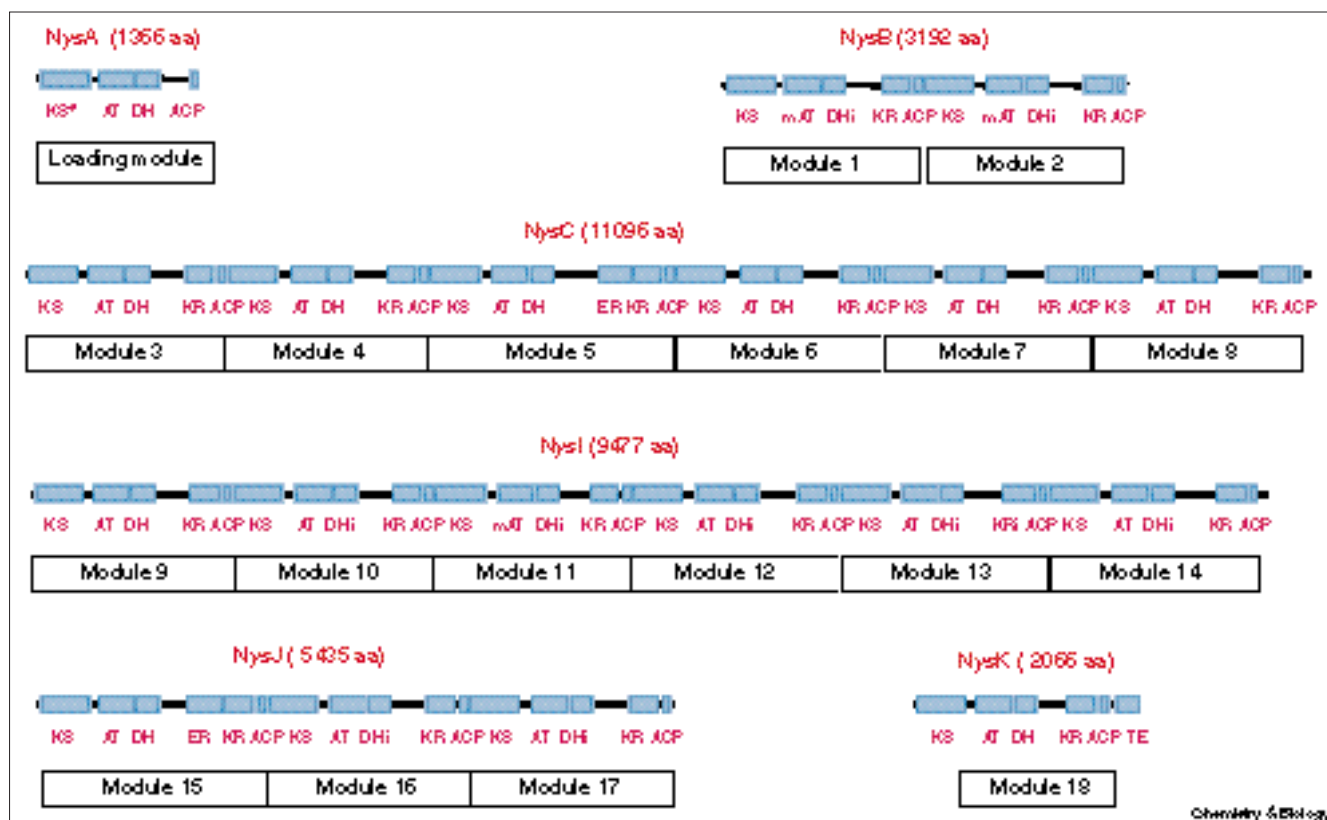 NysA (1366 aa) NysB (3192 aa)
KS* AT DH ACP KS mAT DHi KR ACP KS mAT DHi KR ACP
Loading module Module 1 Module 2
NysC (11096 aa)
KS AT DH KR ACP KS AT DH KR ACP KS AT DH ER KR ACP KS AT DH KR ACP KS AT DH KR ACP KS AT DH KR ACP
Module 3 Module 4 Module 5 Module 6 Module 7 Module 8
NysI (9477 aa)
KS AT DH KR ACP KS AT DHi KR ACP KS mAT DHi KR ACP KS AT DHi KR ACP KS AT DHi KRi ACP KS AT DHi KR ACP
Module 9 Module 10 Module 11 Module 12 Module 13 Module 14
NysJ ( 5435 aa) NysK ( 2066 aa)
KS AT DH ER KR ACP KS AT DHi KR ACP KS AT DHi KR ACP KS AT DH KR ACP TE
Module 15 Module 16 Module 17 Module 18
Chemistry & Biology